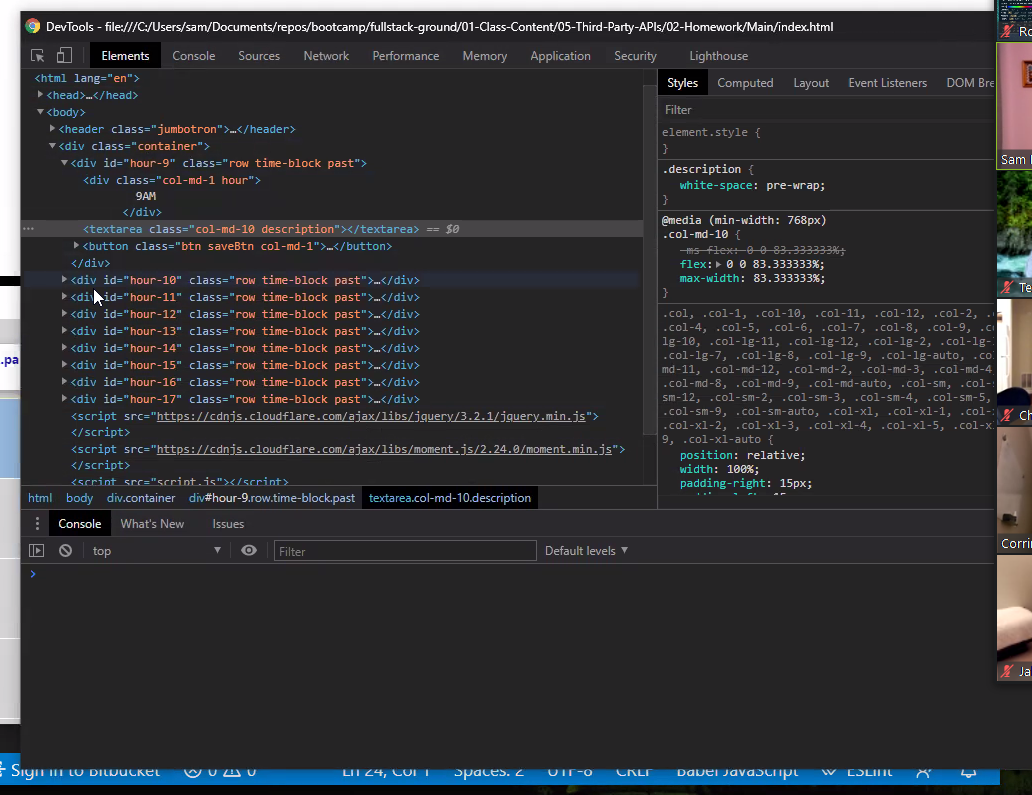 DevTools - file:///C:/Users/sam/Documents/repos/bootcamp/fullstack-ground/01-Class-Content/05-Third-Party-APIs/02-Homework/Main/index.html
Elements Console Sources Network Performance Memory Application Security Lighthouse
<html lang="en">
<head>…</head>
<body>
<header class="jumbotron">…</header>
<div class="container">
<div id="hour-9" class="row time-block past">
<div class="col-md-1 hour">
9AM
</div>
<textarea class="col-md-10 description"></textarea> == $0
<button class="btn saveBtn col-md-1">…</button>
</div>
<div id="hour-10" class="row time-block past">…</div>
<div id="hour-11" class="row time-block past">…</div>
<div id="hour-12" class="row time-block past">…</div>
<div id="hour-13" class="row time-block past">…</div>
<div id="hour-14" class="row time-block past">…</div>
<div id="hour-15" class="row time-block past">…</div>
<div id="hour-16" class="row time-block past">…</div>
<div id="hour-17" class="row time-block past">…</div>
<script src="https://cdnjs.cloudflare.com/ajax/libs/jquery/3.2.1/jquery.min.js">
</script>
<script src="https://cdnjs.cloudflare.com/ajax/libs/moment.js/2.24.0/moment.min.js">
</script>
<script src="script.js"></script>
html body div.container div#hour-9.row.time-block.past textarea.col-md-10.description
Styles Computed Layout Event Listeners DOM Bre
Filter
element.style {
}
.description {
white-space: pre-wrap;
}
@media (min-width: 768px)
.col-md-10 {
-ms-flex: 0 0 83.333333%;
flex: 0 0 83.333333%;
max-width: 83.333333%;
}
.col, .col-1, .col-10, .col-11, .col-12, .col-2,
.col-4, .col-5, .col-6, .col-7, .col-8, .col-9,
lg-10, .col-lg-11, .col-lg-12, .col-lg-2, .col-lg-
.col-lg-7, .col-lg-8, .col-lg-9, .col-lg-auto, .col-
md-11, .col-md-12, .col-md-2, .col-md-3, .col-md-4
.col-md-8, .col-md-9, .col-md-auto, .col-sm,
sm-12, .col-sm-2, .col-sm-3, .col-sm-4, .col-sm-5,
.col-sm-9, .col-sm-auto, .col-xl, .col-xl-1,
.col-xl-2, .col-xl-3, .col-xl-4, .col-xl-5, .col-
9, .col-xl-auto {
position: relative;
width: 100%;
padding-right: 15px;
Console What's New Issues
top Filter Default levels
.pa
Sign in to Bitbucket 0 0 Ln 24, Col 1 Spaces: 2 UTF-8 CRLF Babel JavaScript ESLint
Ro
Sam
Te
Ch
Corri
Ja